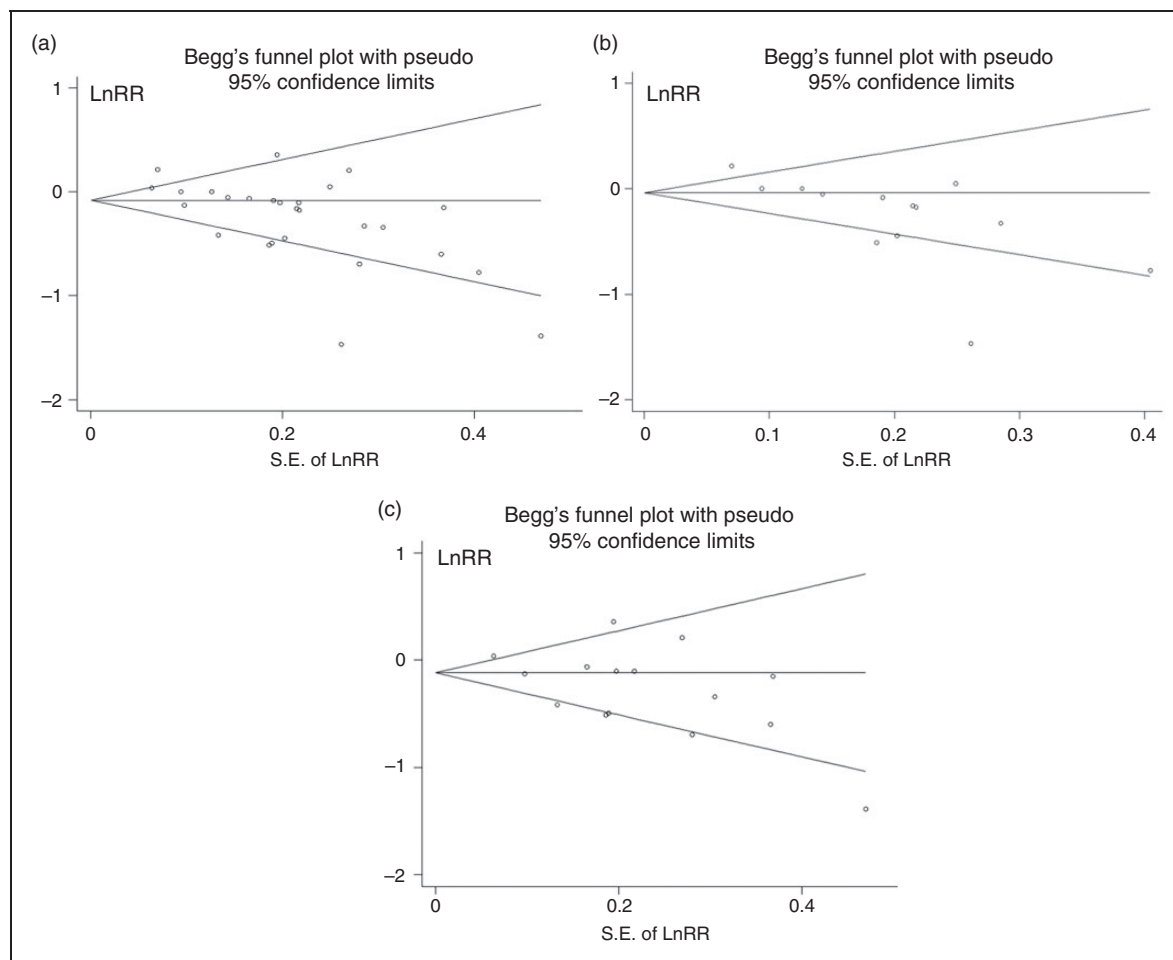 (a)
Begg's funnel plot with pseudo
95% confidence limits
LnRR
1
0
–1
–2
0
0.2
0.4
S.E. of LnRR
(b)
Begg's funnel plot with pseudo
95% confidence limits
LnRR
1
0
–1
–2
0
0.1
0.2
0.3
0.4
S.E. of LnRR
(c)
Begg's funnel plot with pseudo
95% confidence limits
LnRR
1
0
–1
–2
0
0.2
0.4
S.E. of LnRR